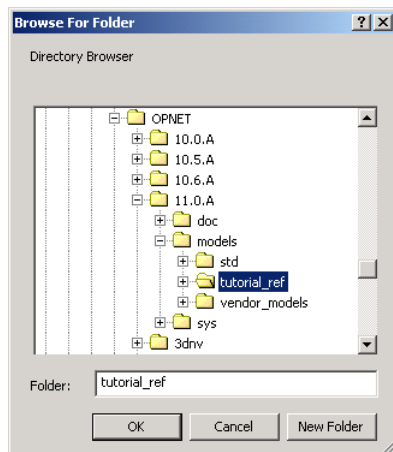 Browse For Folder
Directory Browser
OPNET
10.0.A
10.5.A
10.6.A
11.0.A
doc
models
std
tutorial_ref
vendor_models
sys
3dnv
Folder: tutorial_ref
OK Cancel New Folder